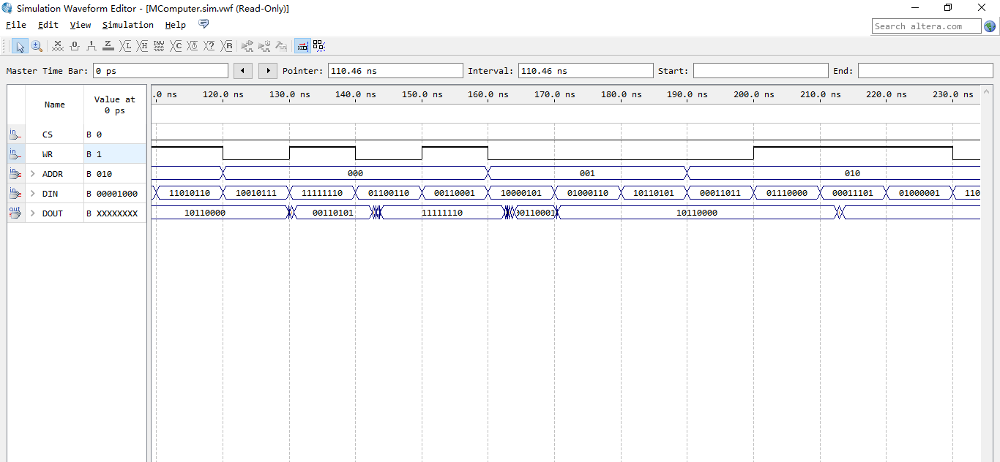 Simulation Waveform Editor - [MComputer.sim.vwf (Read-Only)]
File Edit View Simulation Help
Search altera.com
Master Time Bar: 0 ps Pointer: 110.46 ns Interval: 110.46 ns Start: End:
Name Value at 0 ps .0 ns 120.0 ns 130.0 ns 140.0 ns 150.0 ns 160.0 ns 170.0 ns 180.0 ns 190.0 ns 200.0 ns 210.0 ns 220.0 ns 230.0 ns
in CS B 0
in WR B 1
in ADDR B 010 000 001 010
in DIN B 00001000 11010110 10010111 11111110 01100110 00110001 10000101 01000110 10110101 00011011 01110000 00011101 01000001 110
out DOUT B XXXXXXXX 10110000 00110101 11111110 00110001 10110000